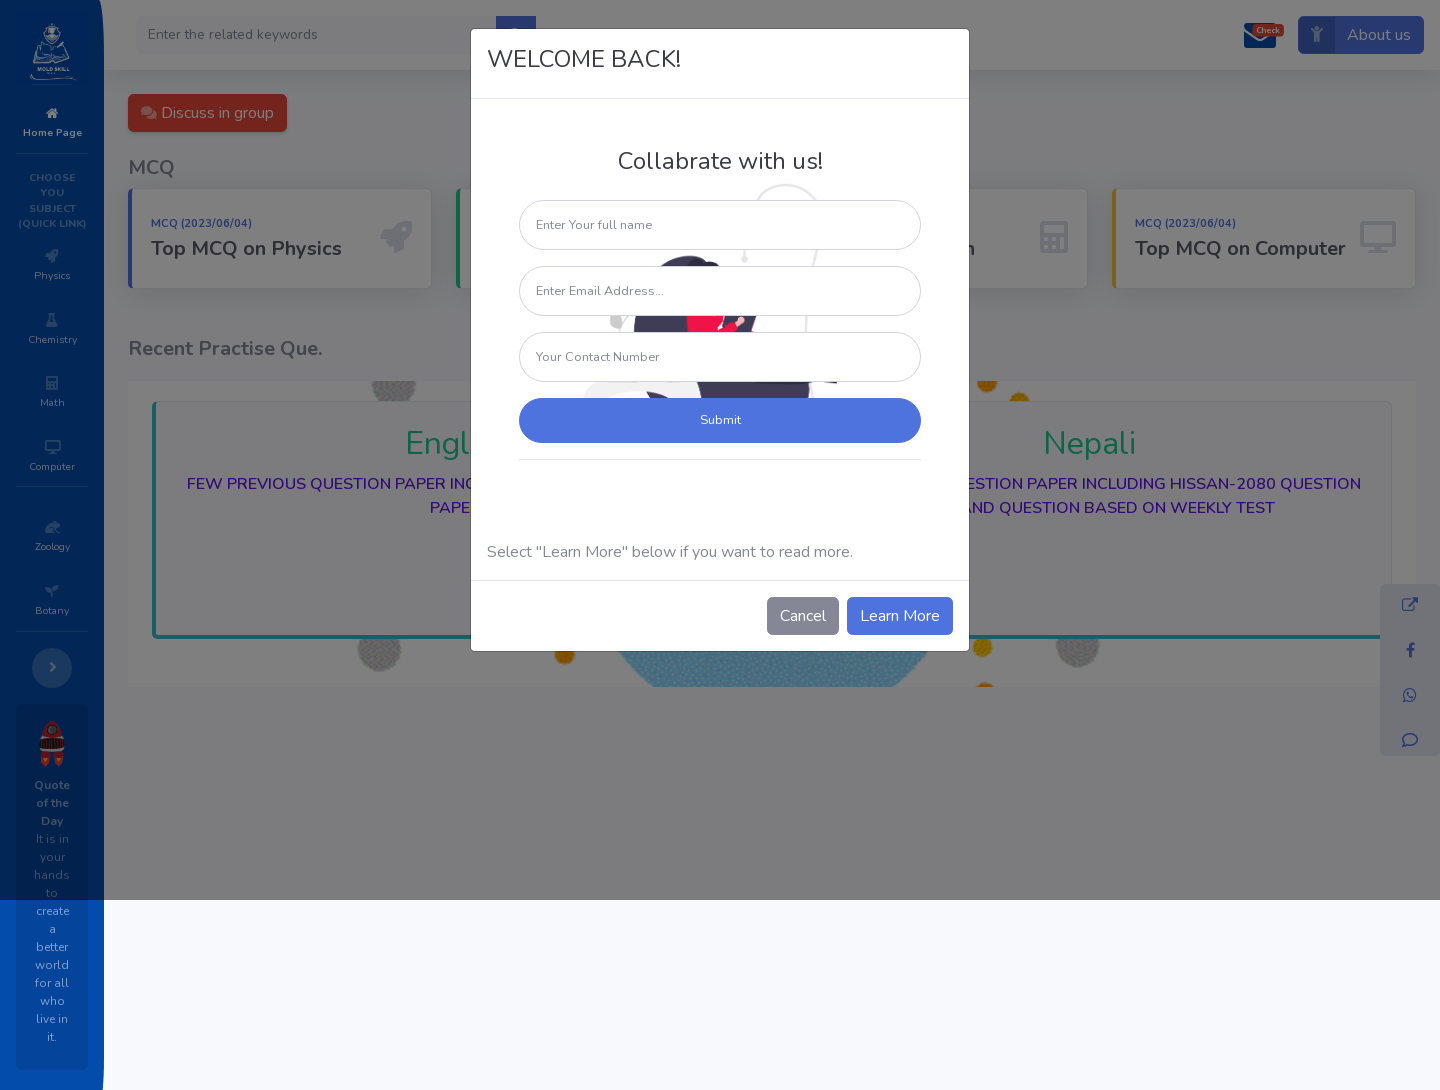 MOLD SKILL
Home Page
CHOOSE
YOU
SUBJECT
(QUICK LINK)
Physics
Chemistry
Math
Computer
Zoology
Botany
Quote
of the
Day
It is in
your
hands
to
create
a
better
world
for all
who
live in
it.
Enter the related keywords
Check
About us
Discuss in group
MCQ
MCQ (2023/06/04)
Top MCQ on Physics
MCQ (2023/06/04)
Top MCQ on Computer
Recent Practise Que.
Engl
FEW PREVIOUS QUESTION PAPER INC
PAPE
Nepali
ESTION PAPER INCLUDING HISSAN-2080 QUESTION
AND QUESTION BASED ON WEEKLY TEST
WELCOME BACK!
Collabrate with us!
Enter Your full name
Enter Email Address...
Your Contact Number
Submit
Select "Learn More" below if you want to read more.
Cancel
Learn More